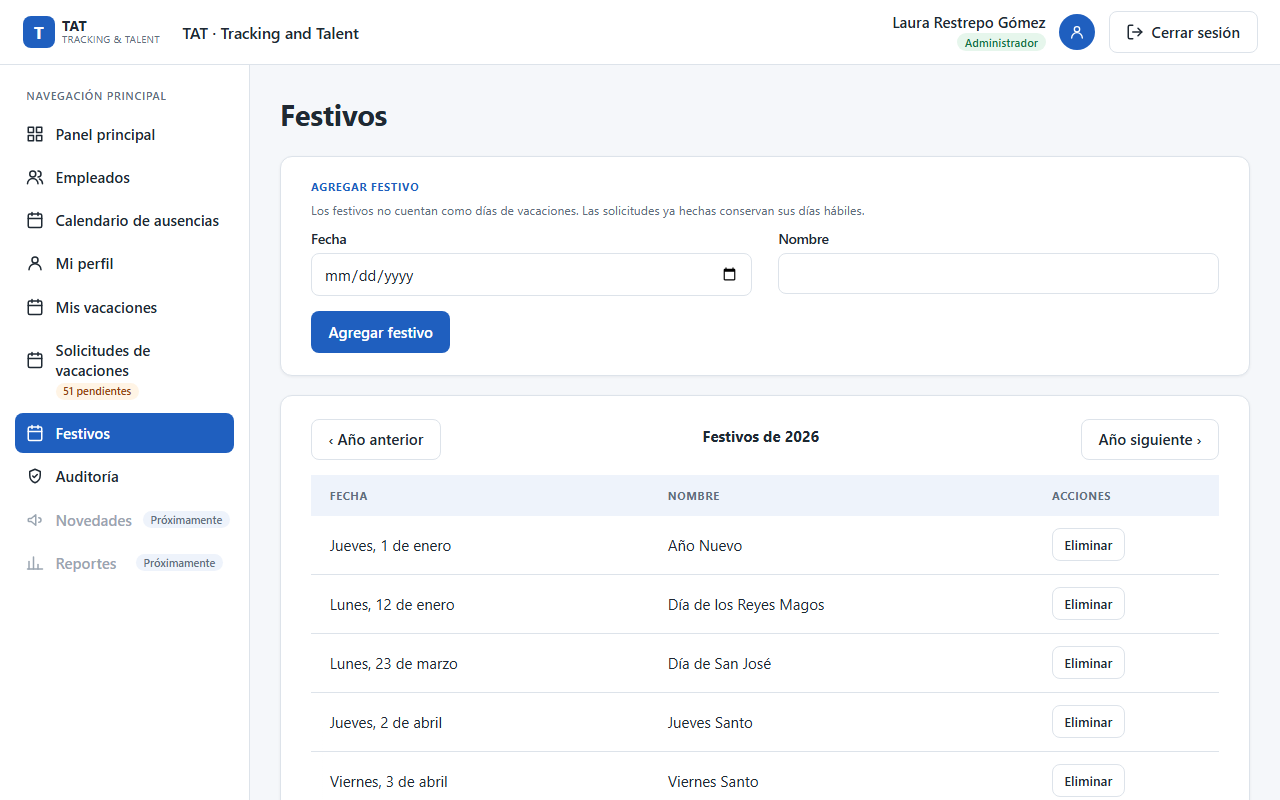 T
TAT
TRACKING & TALENT
TAT · Tracking and Talent
Laura Restrepo Gómez
Administrador
Cerrar sesión
NAVEGACIÓN PRINCIPAL
Panel principal
Empleados
Calendario de ausencias
Mi perfil
Mis vacaciones
Solicitudes de
vacaciones
51 pendientes
Festivos
Auditoría
Novedades Próximamente
Reportes Próximamente
Festivos
AGREGAR FESTIVO
Los festivos no cuentan como días de vacaciones. Las solicitudes ya hechas conservan sus días hábiles.
Fecha Nombre
mm/dd/yyyy
Agregar festivo
‹ Año anterior Festivos de 2026 Año siguiente ›
FECHA NOMBRE ACCIONES
Jueves, 1 de enero Año Nuevo Eliminar
Lunes, 12 de enero Día de los Reyes Magos Eliminar
Lunes, 23 de marzo Día de San José Eliminar
Jueves, 2 de abril Jueves Santo Eliminar
Viernes, 3 de abril Viernes Santo Eliminar